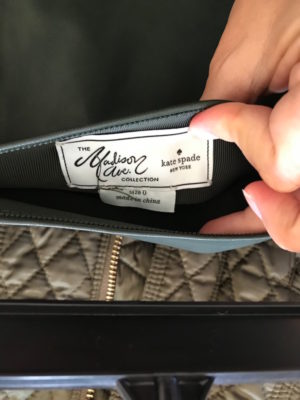 THE
Madison
Ave.
COLLECTION
kate spade
NEW YORK
size 0
made in china